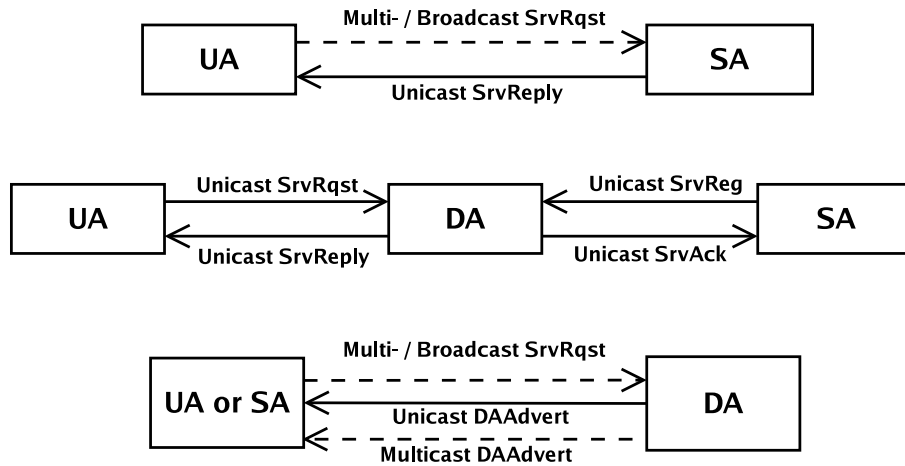 Multi- / Broadcast SrvRqst
UA
SA
Unicast SrvReply
Unicast SrvRqst
Unicast SrvReg
UA
DA
SA
Unicast SrvReply
Unicast SrvAck
Multi- / Broadcast SrvRqst
UA or SA
DA
Unicast DAAdvert
Multicast DAAdvert